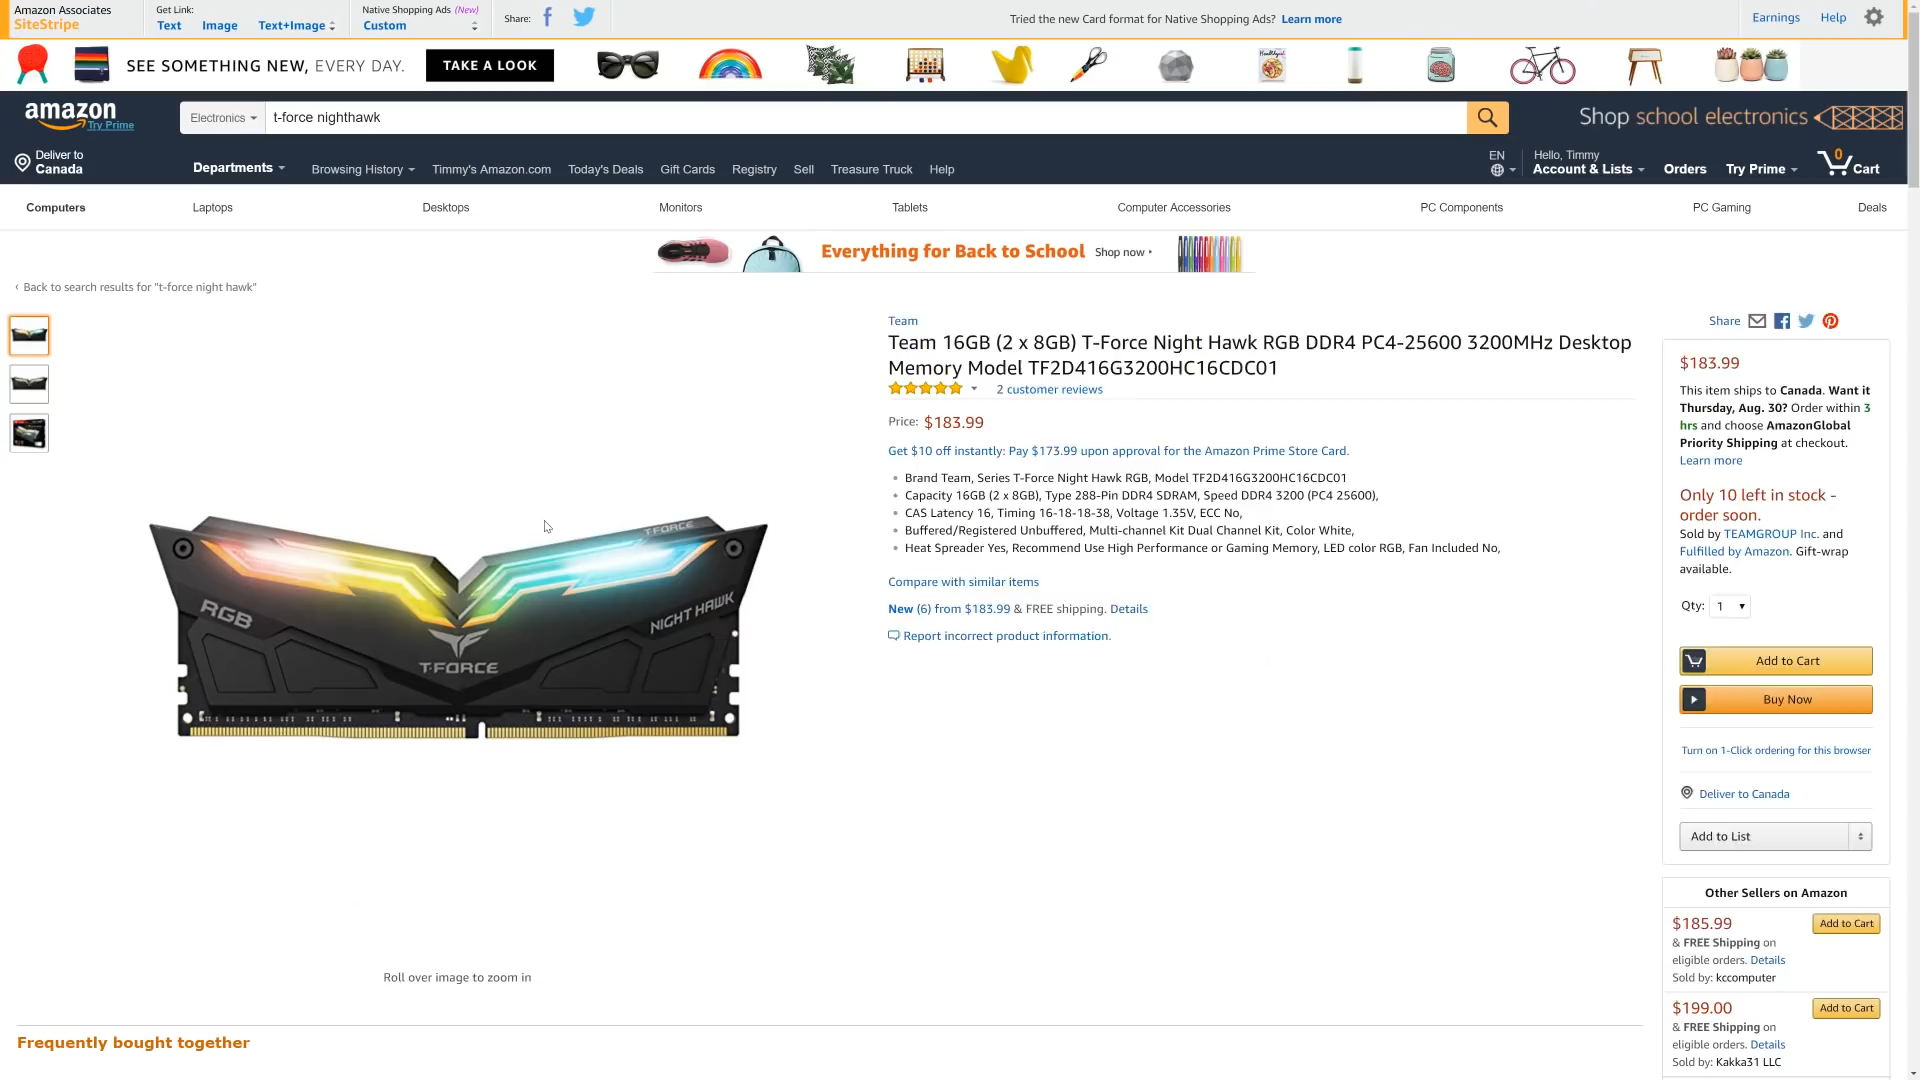 Amazon Associates
SiteStripe
Get Link:
Text
Image
Text+Image
Native Shopping Ads (New)
Custom
Share:
Tried the new Card format for Native Shopping Ads? Learn more
Earnings
Help
SEE SOMETHING NEW, EVERY DAY.
TAKE A LOOK
amazon
Try Prime
Electronics
t-force nighthawk
Shop school electronics
Deliver to
Canada
Departments
Browsing History
Timmy's Amazon.com
Today's Deals
Gift Cards
Registry
Sell
Treasure Truck
Help
EN
Hello, Timmy
Account & Lists
Orders
Try Prime
0
Cart
Computers
Laptops
Desktops
Monitors
Tablets
Computer Accessories
PC Components
PC Gaming
Deals
Everything for Back to School
Shop now
‹ Back to search results for "t-force night hawk"
T-FORCE
RGB
NIGHT HAWK
T-FORCE
Roll over image to zoom in
Team
Team 16GB (2 x 8GB) T-Force Night Hawk RGB DDR4 PC4-25600 3200MHz Desktop
Memory Model TF2D416G3200HC16CDC01
2 customer reviews
Price: $183.99
Get $10 off instantly: Pay $173.99 upon approval for the Amazon Prime Store Card.
• Brand Team, Series T-Force Night Hawk RGB, Model TF2D416G3200HC16CDC01
• Capacity 16GB (2 x 8GB), Type 288-Pin DDR4 SDRAM, Speed DDR4 3200 (PC4 25600),
• CAS Latency 16, Timing 16-18-18-38, Voltage 1.35V, ECC No,
• Buffered/Registered Unbuffered, Multi-channel Kit Dual Channel Kit, Color White,
• Heat Spreader Yes, Recommend Use High Performance or Gaming Memory, LED color RGB, Fan Included No,
Compare with similar items
New (6) from $183.99 & FREE shipping. Details
Report incorrect product information.
Share
$183.99
This item ships to Canada. Want it
Thursday, Aug. 30? Order within 3
hrs and choose AmazonGlobal
Priority Shipping at checkout.
Learn more
Only 10 left in stock -
order soon.
Sold by TEAMGROUP Inc. and
Fulfilled by Amazon. Gift-wrap
available.
Qty: 1
Add to Cart
Buy Now
Turn on 1-Click ordering for this browser
Deliver to Canada
Add to List
Other Sellers on Amazon
$185.99
Add to Cart
& FREE Shipping on
eligible orders. Details
Sold by: kccomputer
$199.00
Add to Cart
& FREE Shipping on
eligible orders. Details
Sold by: Kakka31 LLC
Frequently bought together